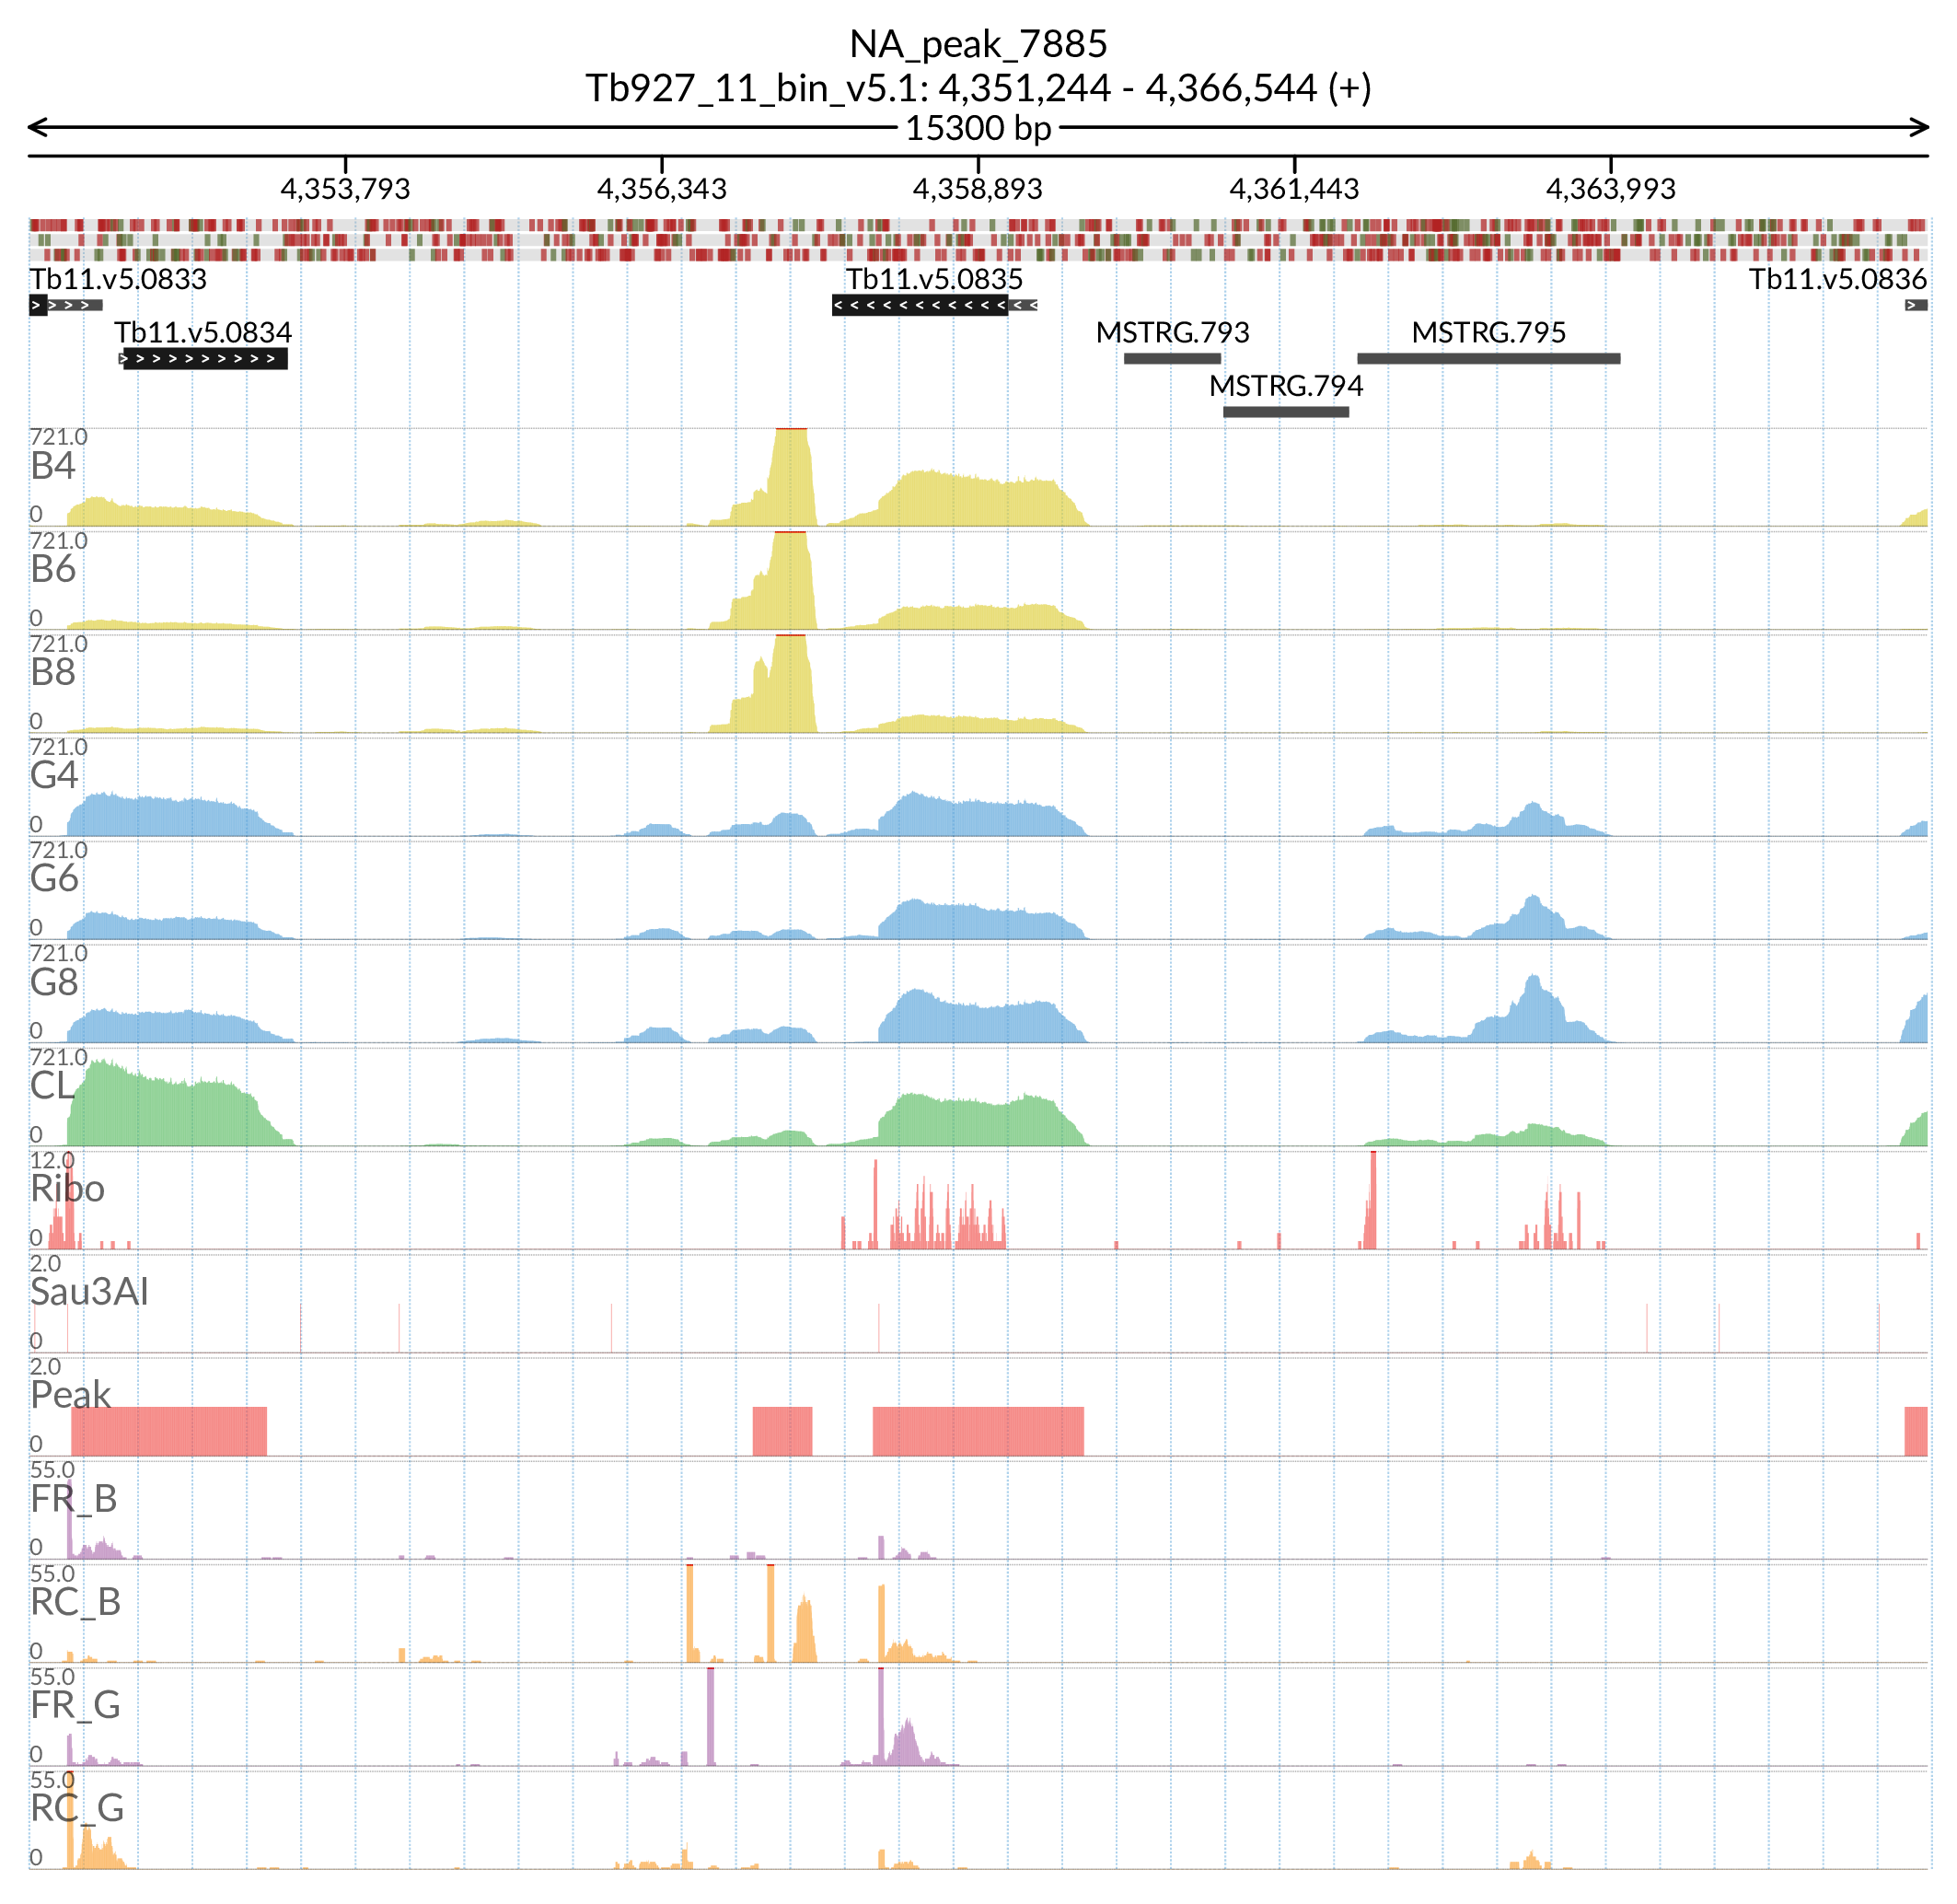 NA_peak_7885
Tb927_11_bin_v5.1: 4,351,244 - 4,366,544 (+)
15300 bp
4,353,793 4,356,343 4,358,893 4,361,443 4,363,993
Tb11.v5.0833 Tb11.v5.0835 Tb11.v5.0836
Tb11.v5.0834 MSTRG.793 MSTRG.795
MSTRG.794
721.0
B4
0
721.0
B6
0
721.0
B8
0
721.0
G4
0
721.0
G6
0
721.0
G8
0
721.0
CL
0
12.0
Ribo
0
2.0
Sau3AI
0
2.0
Peak
0
55.0
FR_B
0
55.0
RC_B
0
55.0
FR_G
0
55.0
RC_G
0